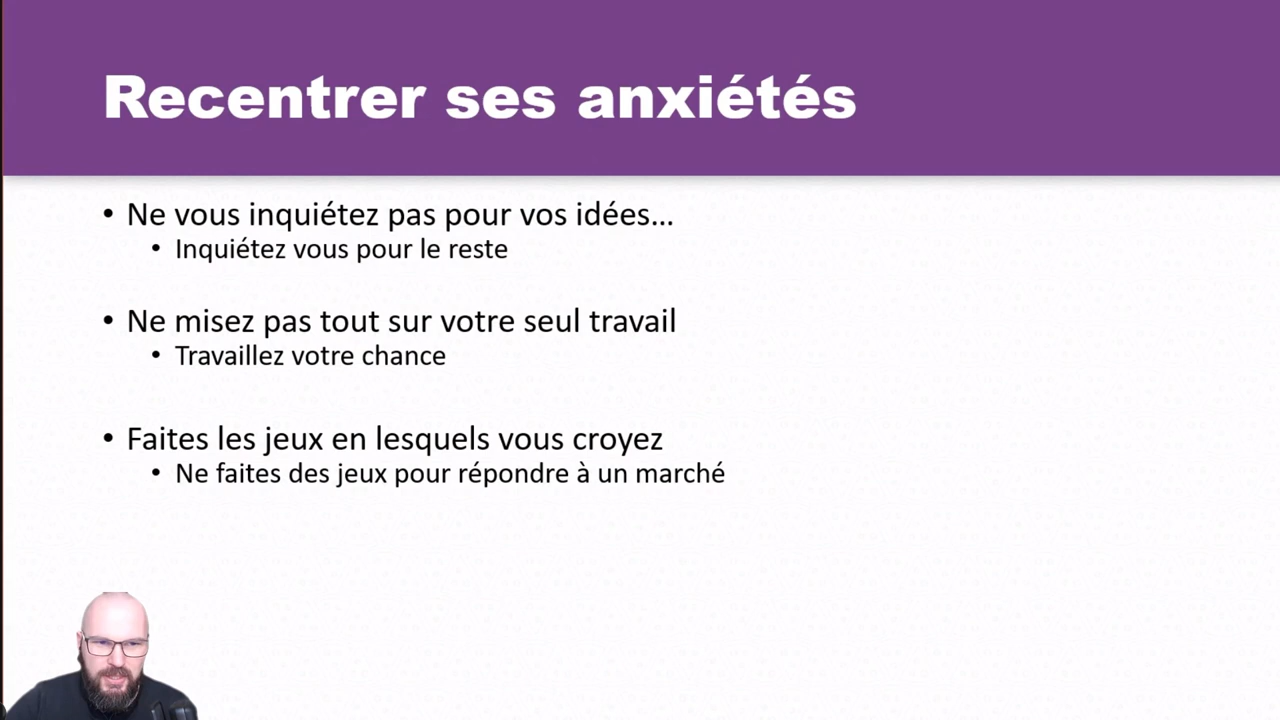 Recentrer ses anxiétés
• Ne vous inquiétez pas pour vos idées...
• Inquiétez vous pour le reste
• Ne misez pas tout sur votre seul travail
• Travaillez votre chance
• Faites les jeux en lesquels vous croyez
• Ne faites des jeux pour répondre à un marché